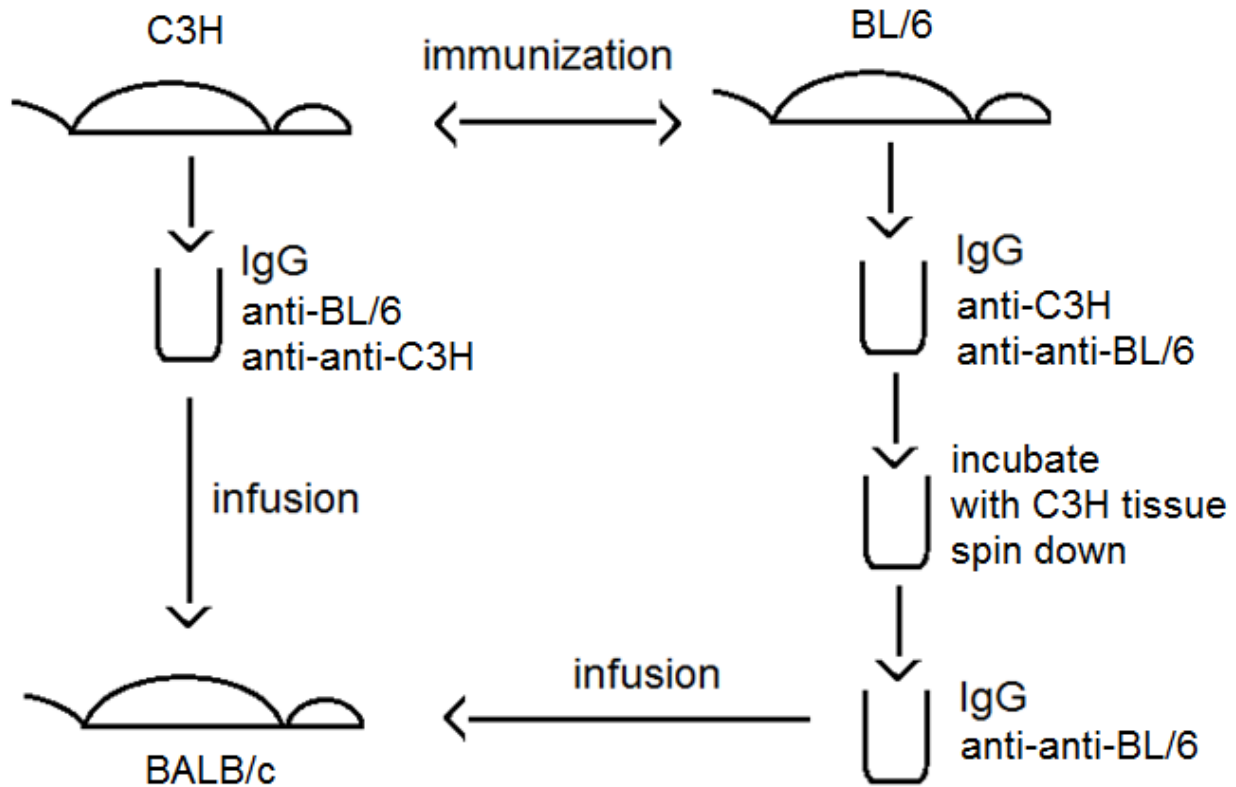 C3H
immunization
BL/6
IgG
anti-BL/6
anti-anti-C3H
IgG
anti-C3H
anti-anti-BL/6
incubate
with C3H tissue
spin down
infusion
infusion
IgG
anti-anti-BL/6
BALB/c